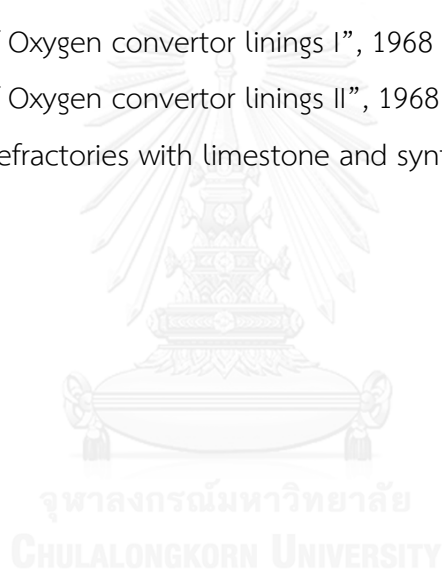 Oxygen convertor linings I”, 1968
Oxygen convertor linings II”, 1968
efractories with limestone and syn
จุฬาลงกรณ์มหาวิทยาลัย
CHULALONGKORN UNIVERSITY